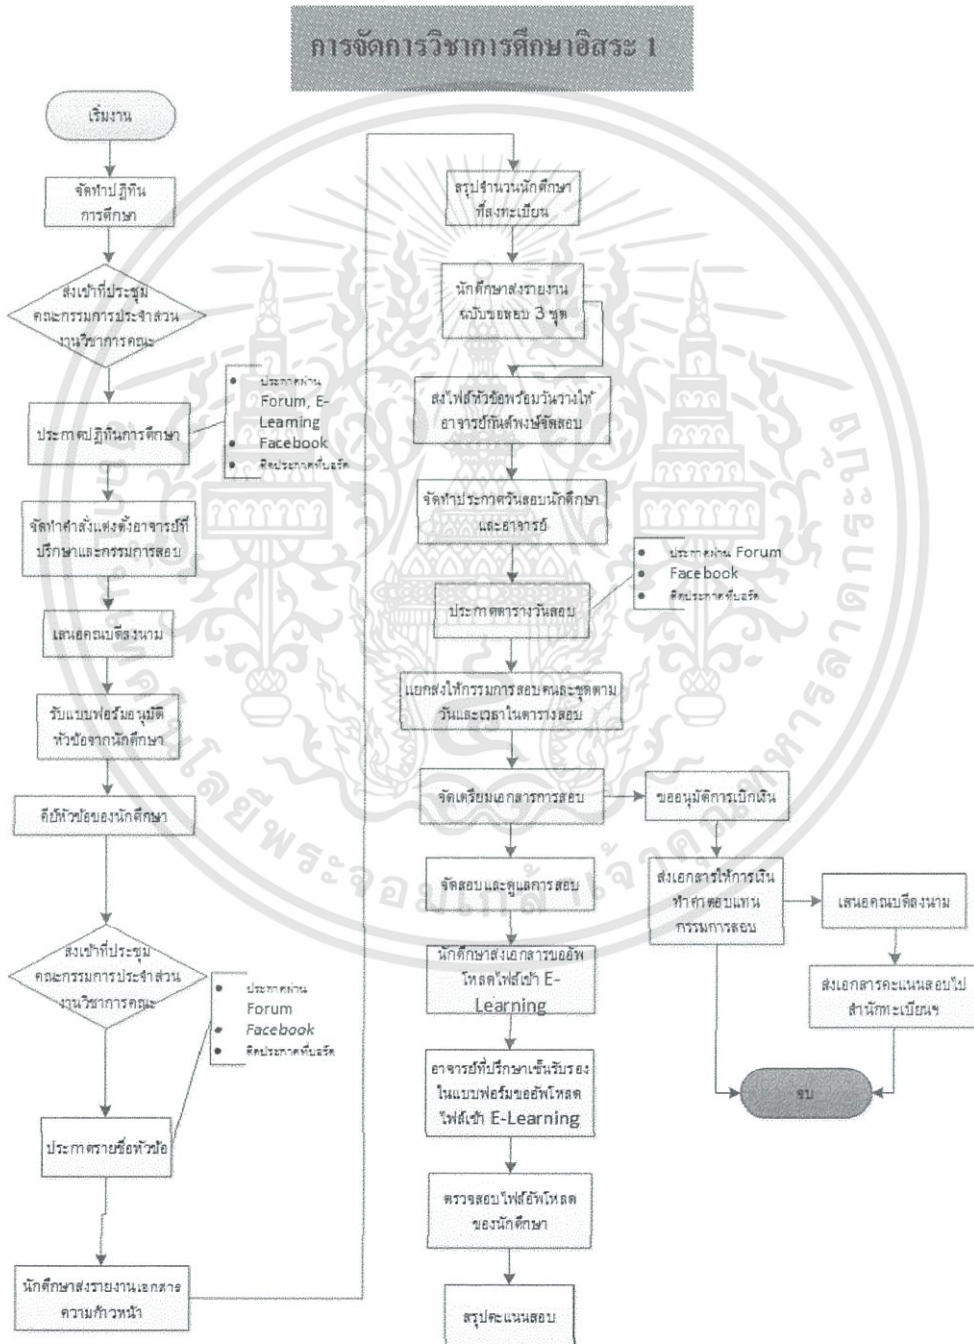 การจัดการวิชาการศึกษาอิสระ 1
เริ่มงาน
จัดทำปฏิทิน
การศึกษา
ส่งเข้าที่ประชุม
คณะกรรมการประจำส่วน
งานวิชาการคณะ
ประกาศปฏิทินการศึกษา
• ประกาศผ่าน
Forum, E-
Learning
• Facebook
• ติดประกาศที่บอร์ด
จัดทำคำสั่งแต่งตั้งอาจารย์ที่
ปรึกษาและกรรมการสอบ
เสนอคณบดีลงนาม
รับแบบฟอร์มอนุมัติ
หัวข้อจากนักศึกษา
คีย์หัวข้อของนักศึกษา
ส่งเข้าที่ประชุม
คณะกรรมการประจำส่วน
งานวิชาการคณะ
• ประกาศผ่าน
Forum
• Facebook
• ติดประกาศที่บอร์ด
ประกาศรายชื่อหัวข้อ
นักศึกษาส่งรายงานเอกสาร
ความก้าวหน้า
สรุปจำนวนนักศึกษา
ที่ลงทะเบียน
นักศึกษาส่งรายงาน
ฉบับขอสอบ 3 ชุด
ส่งไฟล์หัวข้อพร้อมวันว่างให้
อาจารย์กันต์พงษ์จัดสอบ
จัดทำประกาศวันสอบนักศึกษา
และอาจารย์
ประกาศตารางวันสอบ
• ประกาศผ่าน Forum
• Facebook
• ติดประกาศที่บอร์ด
แยกส่งให้กรรมการสอบคนละชุดตาม
วันและเวลาในตารางสอบ
จัดเตรียมเอกสารการสอบ
ขออนุมัติการเบิกเงิน
จัดสอบและดูแลการสอบ
ส่งเอกสารให้การเงิน
ทำค่าตอบแทน
กรรมการสอบ
เสนอคณบดีลงนาม
นักศึกษาส่งเอกสารขออัพ
โหลดไฟล์เข้า E-
Learning
ส่งเอกสารคะแนนสอบไป
สำนักทะเบียนฯ
อาจารย์ที่ปรึกษาเซ็นรับรอง
ในแบบฟอร์มขออัพโหลด
ไฟล์เข้า E-Learning
จบ
ตรวจสอบไฟล์อัพโหลด
ของนักศึกษา
สรุปคะแนนสอบ